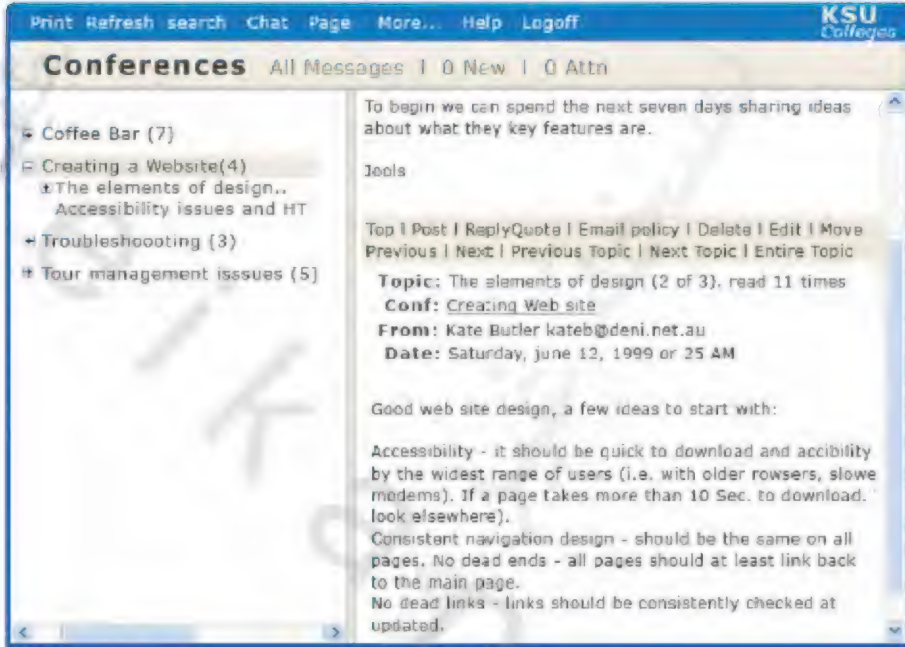 Print Refresh search Chat Page More... Help Logoff
KSU
Colleges
Conferences All Messages | 0 New | 0 Attn
Coffee Bar (7)
Creating a Website(4)
The elements of design..
Accessibility issues and HT
Troubleshoooting (3)
Tour management isssues (5)
To begin we can spend the next seven days sharing ideas
about what they key features are.
Jools
Top | Post | ReplyQuote | Email policy | Delete | Edit | Move
Previous | Next | Previous Topic | Next Topic | Entire Topic
Topic: The elements of design (2 of 3). read 11 times
Conf: Creating Web site
From: Kate Butler kateb@deni.net.au
Date: Saturday, june 12, 1999 or 25 AM
Good web site design, a few ideas to start with:
Accessibility - it should be quick to download and accibility
by the widest range of users (i.e. with older rowsers, slowe
modems). If a page takes more than 10 Sec. to download.
look elsewhere).
Consistent navigation design - should be the same on all
pages. No dead ends - all pages should at least link back
to the main page.
No dead links - links should be consistently checked at
updated.